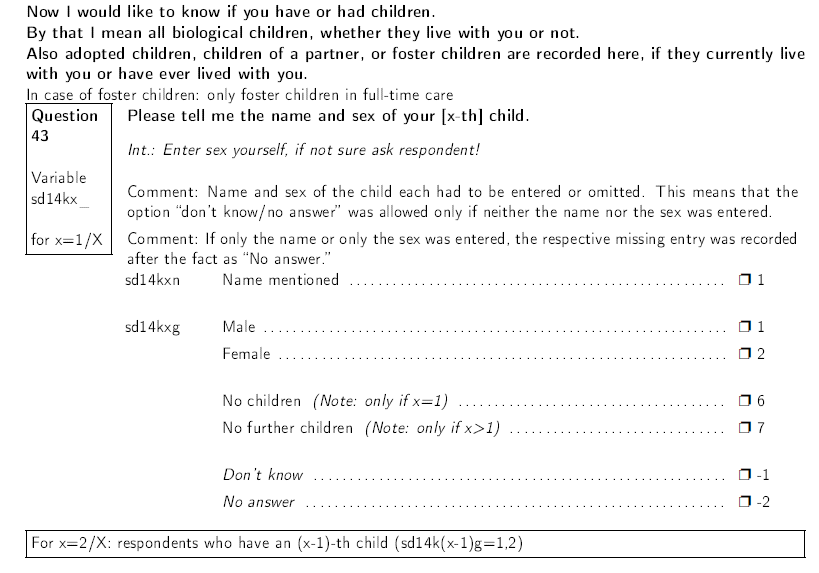 Now I would like to know if you have or had children.
By that I mean all biological children, whether they live with you or not.
Also adopted children, children of a partner, or foster children are recorded here, if they currently live
with you or have ever lived with you.
In case of foster children: only foster children in full-time care
Question
43
Variable
sd14kx_
for x=1/X
Please tell me the name and sex of your [x-th] child.
Int.: Enter sex yourself, if not sure ask respondent!
Comment: Name and sex of the child each had to be entered or omitted. This means that the
option “don’t know/no answer” was allowed only if neither the name nor the sex was entered.
Comment: If only the name or only the sex was entered, the respective missing entry was recorded
after the fact as “No answer.”
sd14kxn Name mentioned ❒ 1
sd14kxg Male ❒ 1
Female ❒ 2
No children (Note: only if x=1) ❒ 6
No further children (Note: only if x>1) ❒ 7
Don’t know ❒ -1
No answer ❒ -2
For x=2/X: respondents who have an (x-1)-th child (sd14k(x-1)g=1,2)